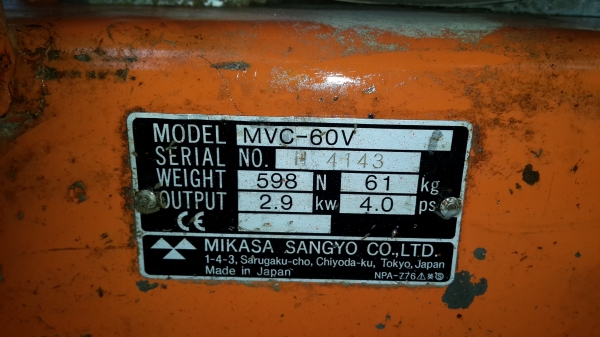 MODEL MVC-60V
SERIAL NO. H 4143
WEIGHT 598 N 61 kg
OUTPUT 2.9 kw 4.0 ps
CE
MIKASA SANGYO CO.,LTD.
1-4-3, Sarugaku-cho, Chiyoda-ku, Tokyo, Japan
Made in Japan NPA-776